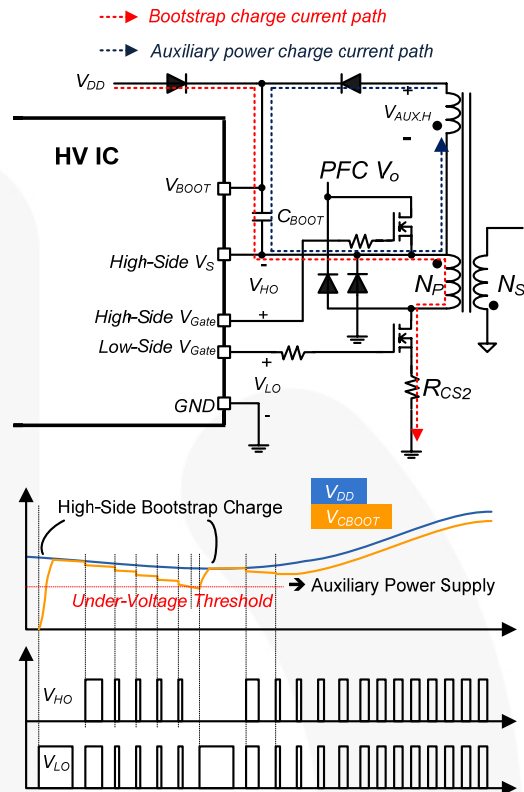 Bootstrap charge current path
Auxiliary power charge current path
VDD
+
VAUX.H
-
HV IC
PFC Vo
VBOOT
CBOOT
High-Side VS
-
VHO
NP
NS
High-Side VGate
+
Low-Side VGate
+
VLO
RCS2
GND
-
VDD
High-Side Bootstrap Charge
VCBOOT
Under-Voltage Threshold
➔ Auxiliary Power Supply
VHO
VLO